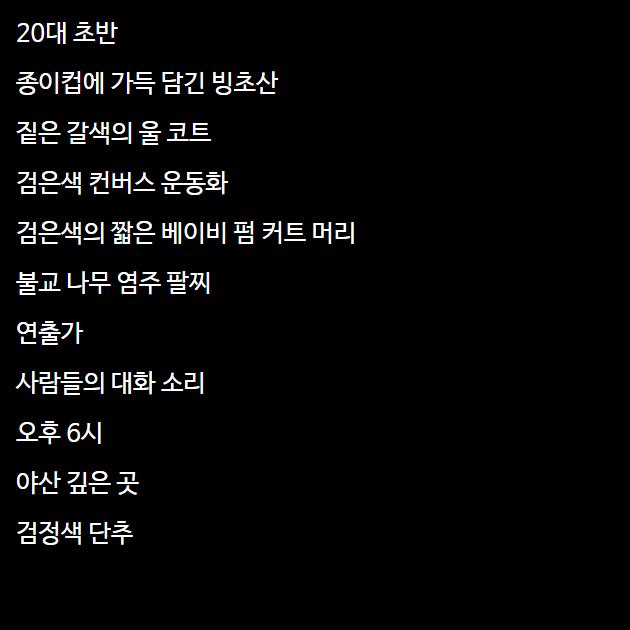 20대 초반
종이컵에 가득 담긴 빙초산
짙은 갈색의 울 코트
검은색 컨버스 운동화
검은색의 짧은 베이비 펌 커트 머리
불교 나무 염주 팔찌
연출가
사람들의 대화 소리
오후 6시
야산 깊은 곳
검정색 단추